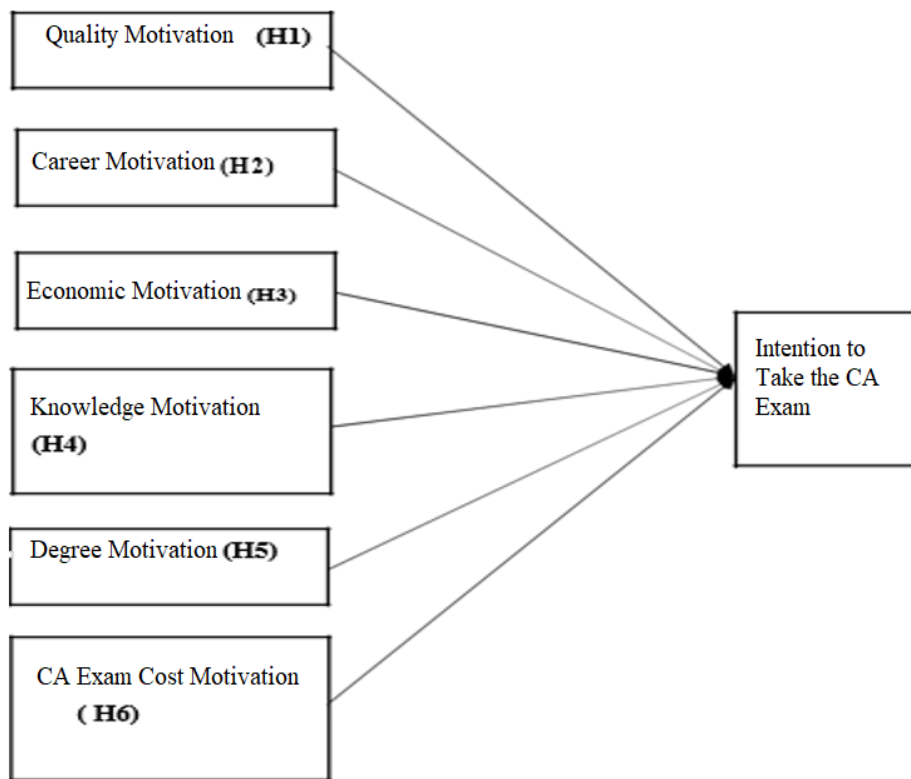 Quality Motivation (H1)
Career Motivation (H2)
Economic Motivation (H3)
Knowledge Motivation
(H4)
Degree Motivation (H5)
CA Exam Cost Motivation
( H6)
Intention to
Take the CA
Exam